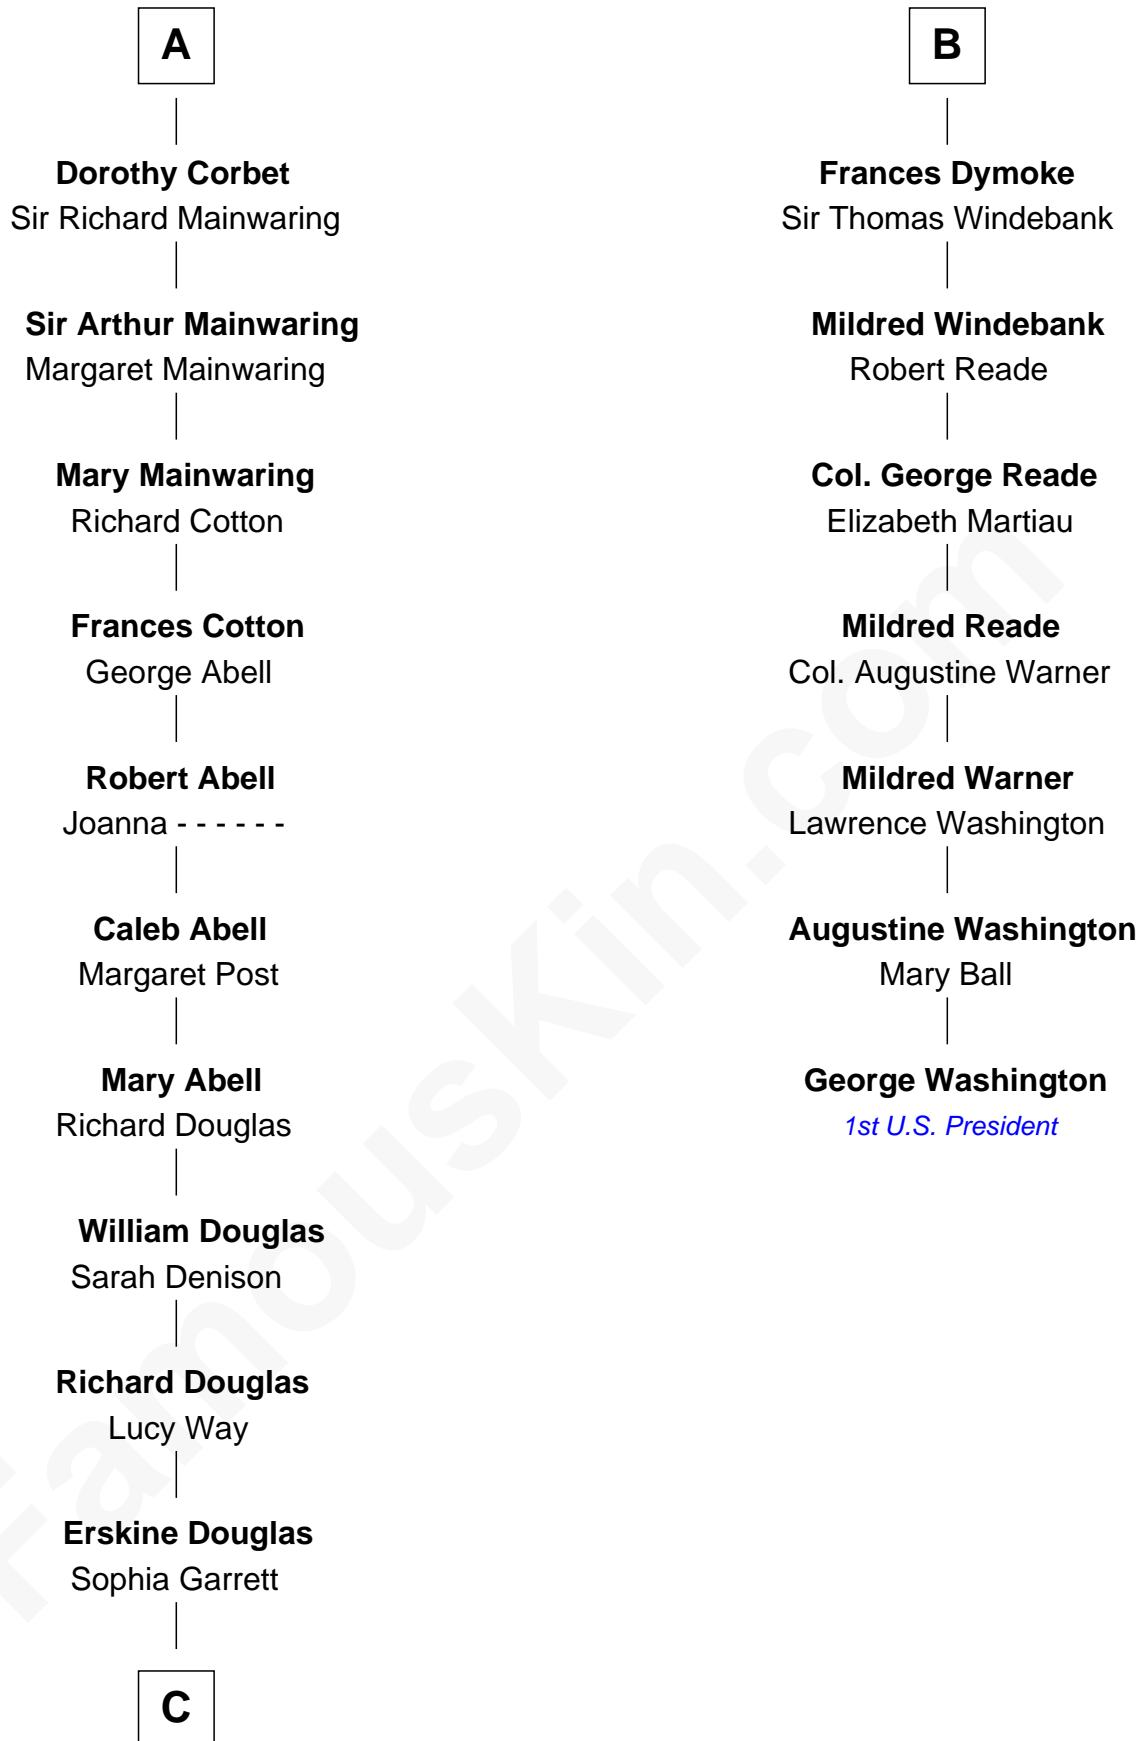 A
Dorothy Corbet
Sir Richard Mainwaring
Sir Arthur Mainwaring
Margaret Mainwaring
Mary Mainwaring
Richard Cotton
Frances Cotton
George Abell
Robert Abell
Joanna - - - - - -
Caleb Abell
Margaret Post
Mary Abell
Richard Douglas
William Douglas
Sarah Denison
Richard Douglas
Lucy Way
Erskine Douglas
Sophia Garrett
C
B
Frances Dymoke
Sir Thomas Windebank
Mildred Windebank
Robert Reade
Col. George Reade
Elizabeth Martiau
Mildred Reade
Col. Augustine Warner
Mildred Warner
Lawrence Washington
Augustine Washington
Mary Ball
George Washington
1st U.S. President
FamousKin.com